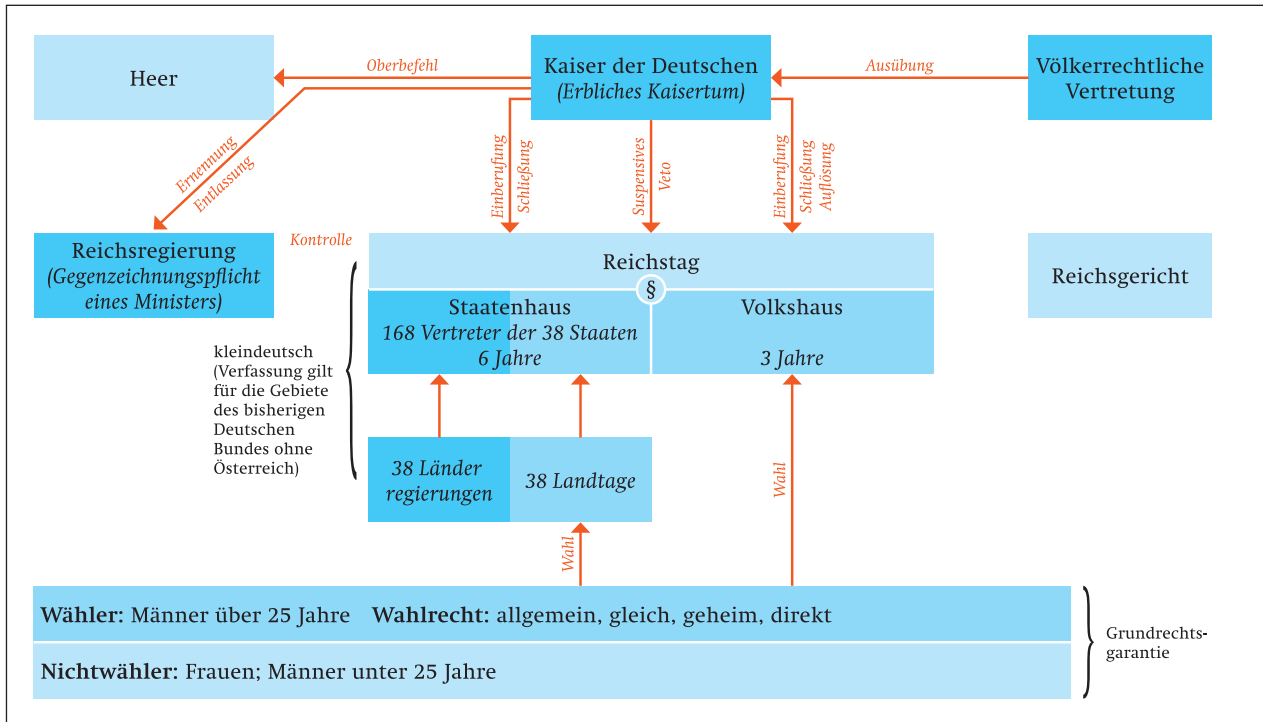 Heer
Oberbefehl
Kaiser der Deutschen
(Erbliches Kaisertum)
Ausübung
Völkerrechtliche
Vertretung
Ernennung
Entlassung
Einberufung
Schließung
Suspensives
Veto
Einberufung
Schließung
Auflösung
Reichsregierung
(Gegenzeichnungspflicht
eines Ministers)
Kontrolle
Reichstag
§
Staatenhaus
168 Vertreter der 38 Staaten
6 Jahre
Volkshaus
3 Jahre
Reichsgericht
kleindeutsch
(Verfassung gilt
für die Gebiete
des bisherigen
Deutschen
Bundes ohne
Österreich)
38 Länder
regierungen
38 Landtage
Wahl
Wahl
Wähler: Männer über 25 Jahre Wahlrecht: allgemein, gleich, geheim, direkt
Nichtwähler: Frauen; Männer unter 25 Jahre
Grundrechts-
garantie